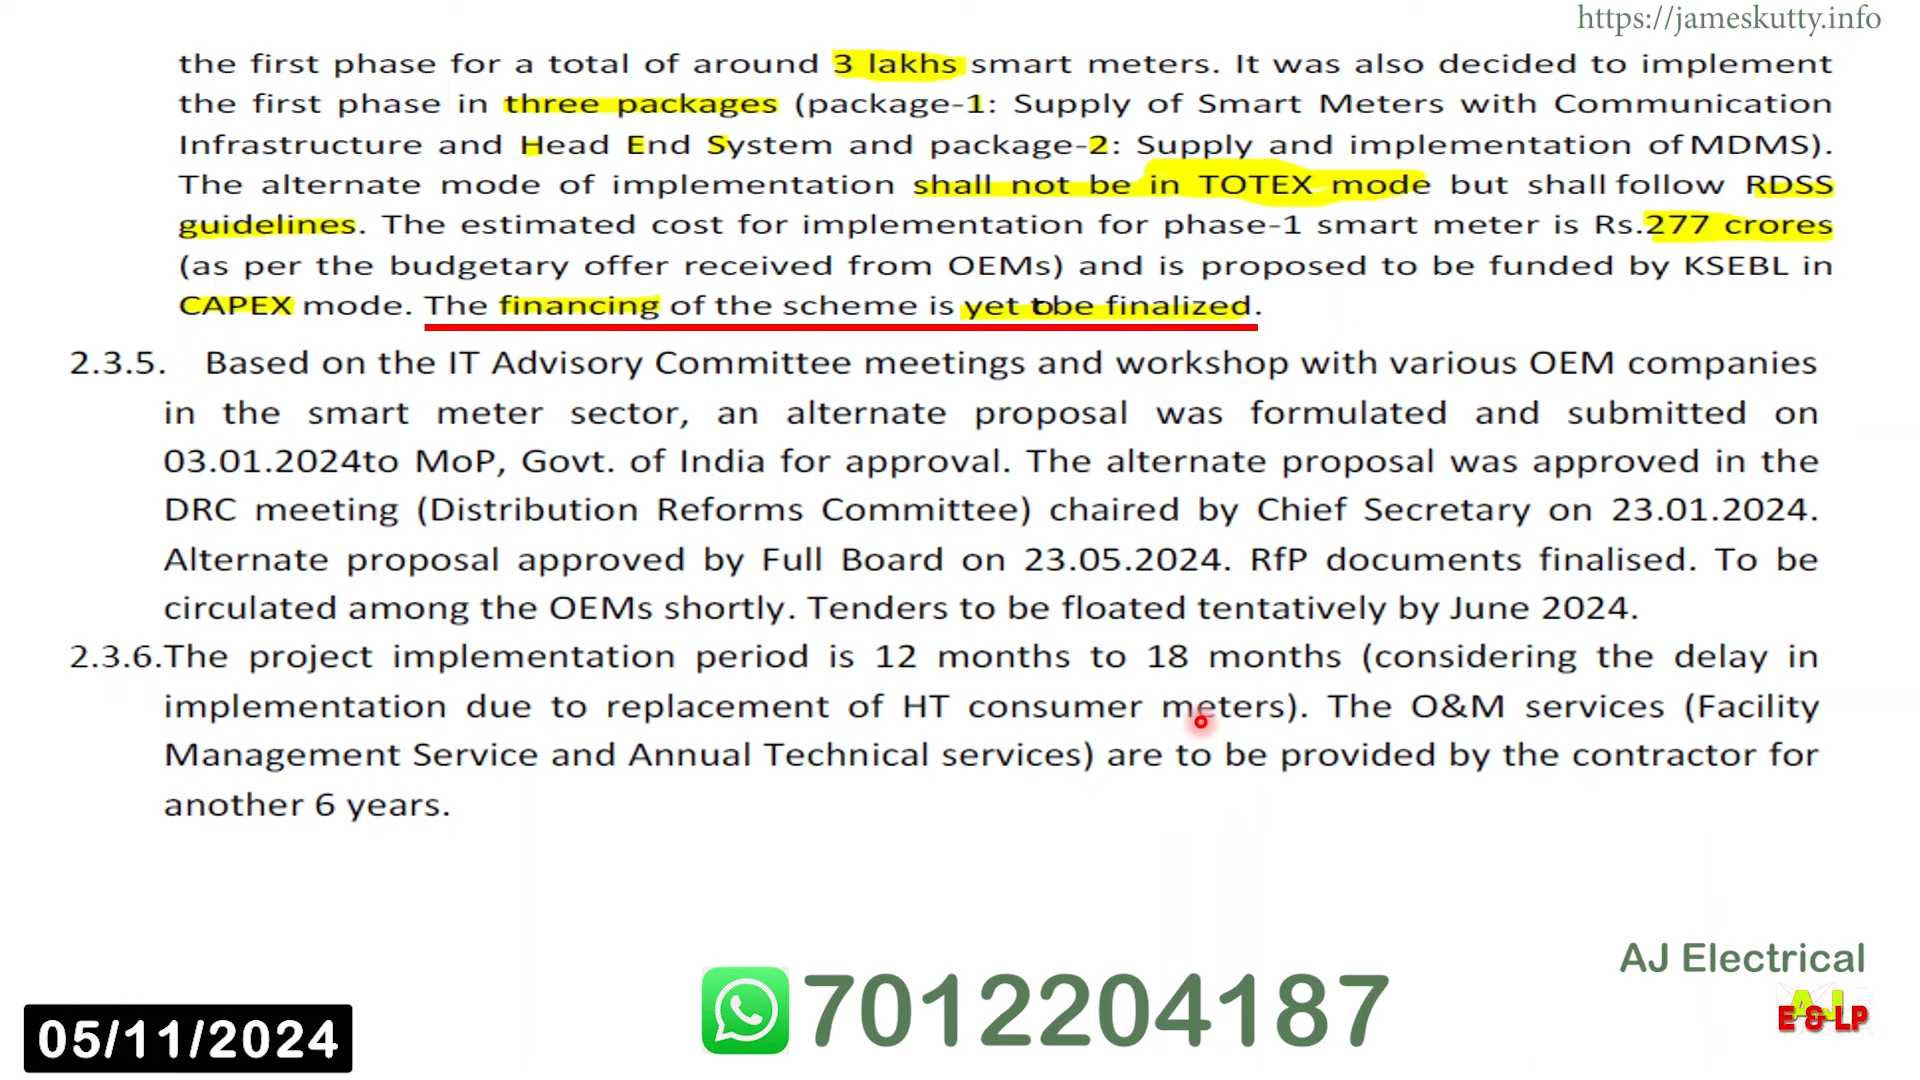 https://jameskutty.info
the first phase for a total of around 3 lakhs smart meters. It was also decided to implement
the first phase in three packages (package-1: Supply of Smart Meters with Communication
Infrastructure and Head End System and package-2: Supply and implementation of MDMS).
The alternate mode of implementation shall not be in TOTEX mode but shall follow RDSS
guidelines. The estimated cost for implementation for phase-1 smart meter is Rs.277 crores
(as per the budgetary offer received from OEMs) and is proposed to be funded by KSEBL in
CAPEX mode. The financing of the scheme is yet tobe finalized.
2.3.5. Based on the IT Advisory Committee meetings and workshop with various OEM companies
in the smart meter sector, an alternate proposal was formulated and submitted on
03.01.2024to MoP, Govt. of India for approval. The alternate proposal was approved in the
DRC meeting (Distribution Reforms Committee) chaired by Chief Secretary on 23.01.2024.
Alternate proposal approved by Full Board on 23.05.2024. RfP documents finalised. To be
circulated among the OEMs shortly. Tenders to be floated tentatively by June 2024.
2.3.6.The project implementation period is 12 months to 18 months (considering the delay in
implementation due to replacement of HT consumer meters). The O&M services (Facility
Management Service and Annual Technical services) are to be provided by the contractor for
another 6 years.
AJ Electrical
AJ
E & LP
7012204187
05/11/2024